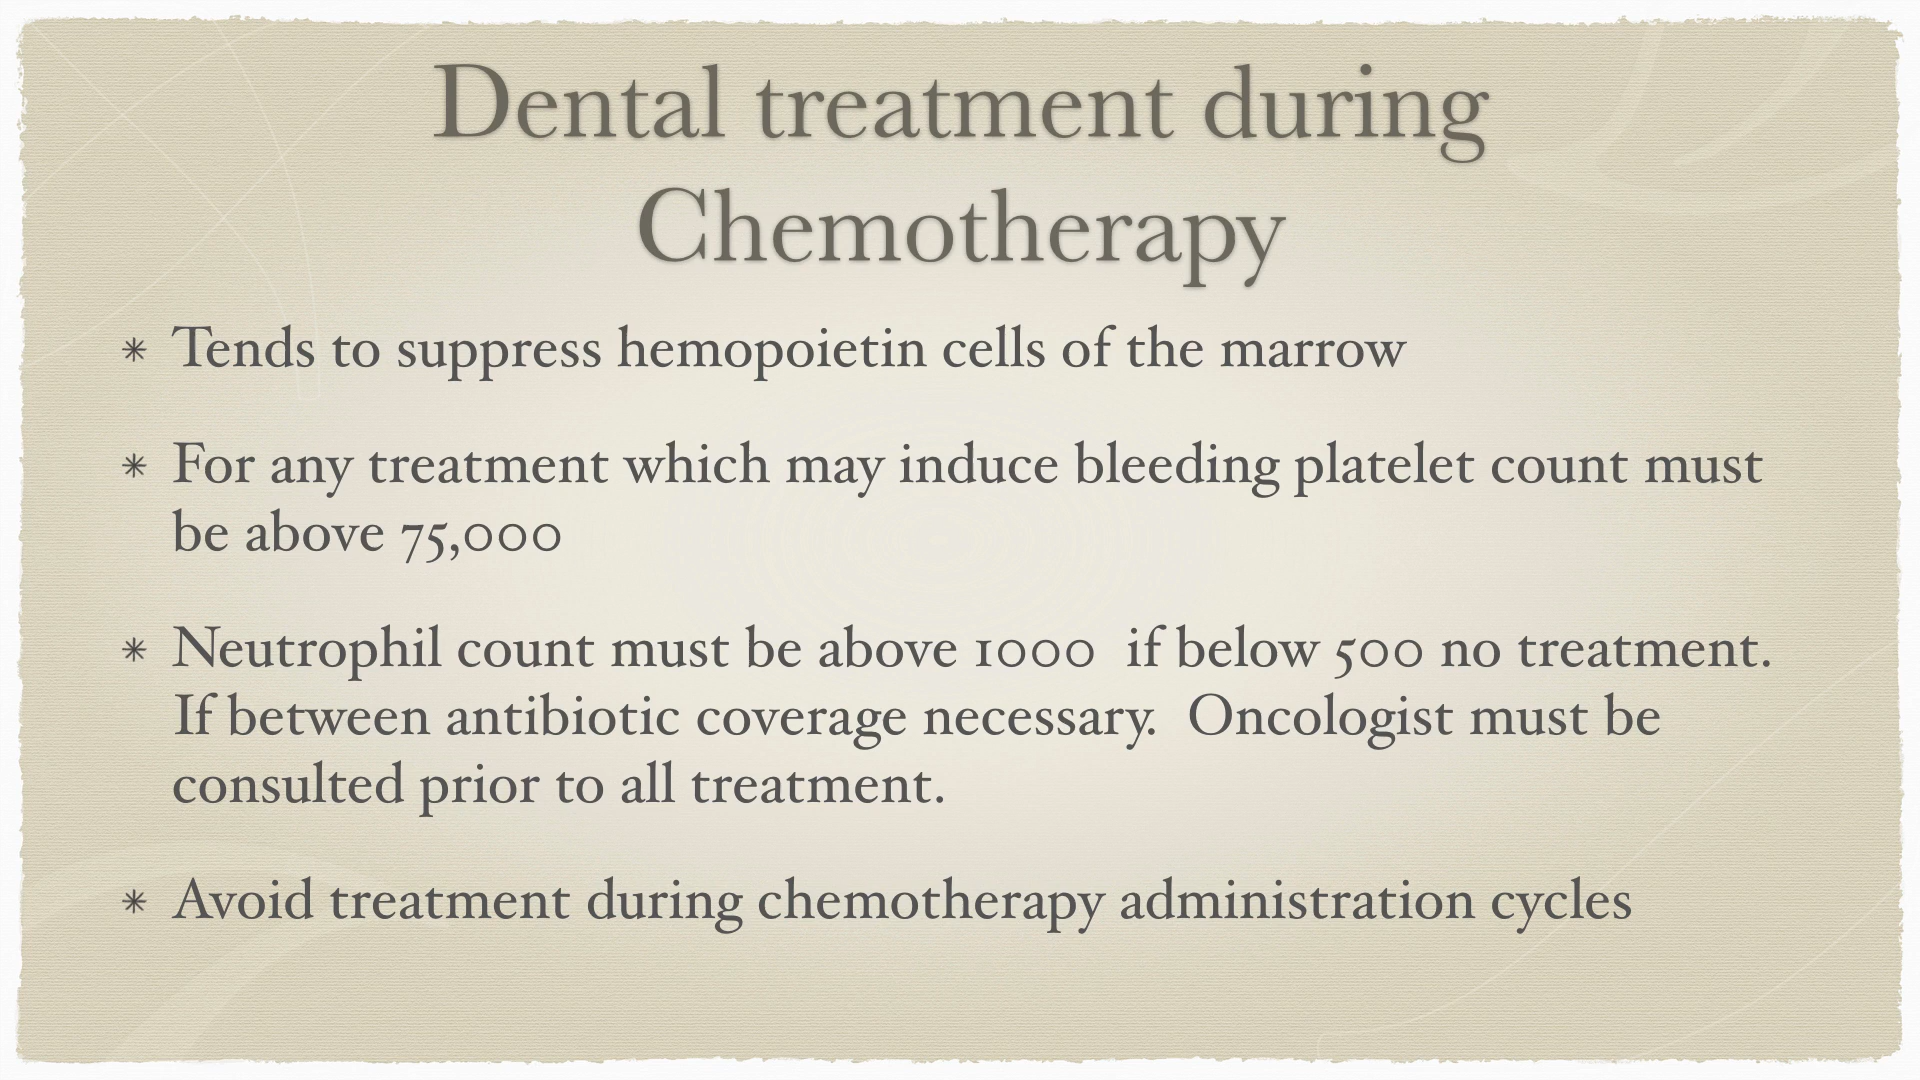 Dental treatment during
Chemotherapy
✳ Tends to suppress hemopoietin cells of the marrow
✳ For any treatment which may induce bleeding platelet count must
be above 75,000
✳ Neutrophil count must be above 1000  if below 500 no treatment.
If between antibiotic coverage necessary.  Oncologist must be
consulted prior to all treatment.
✳ Avoid treatment during chemotherapy administration cycles